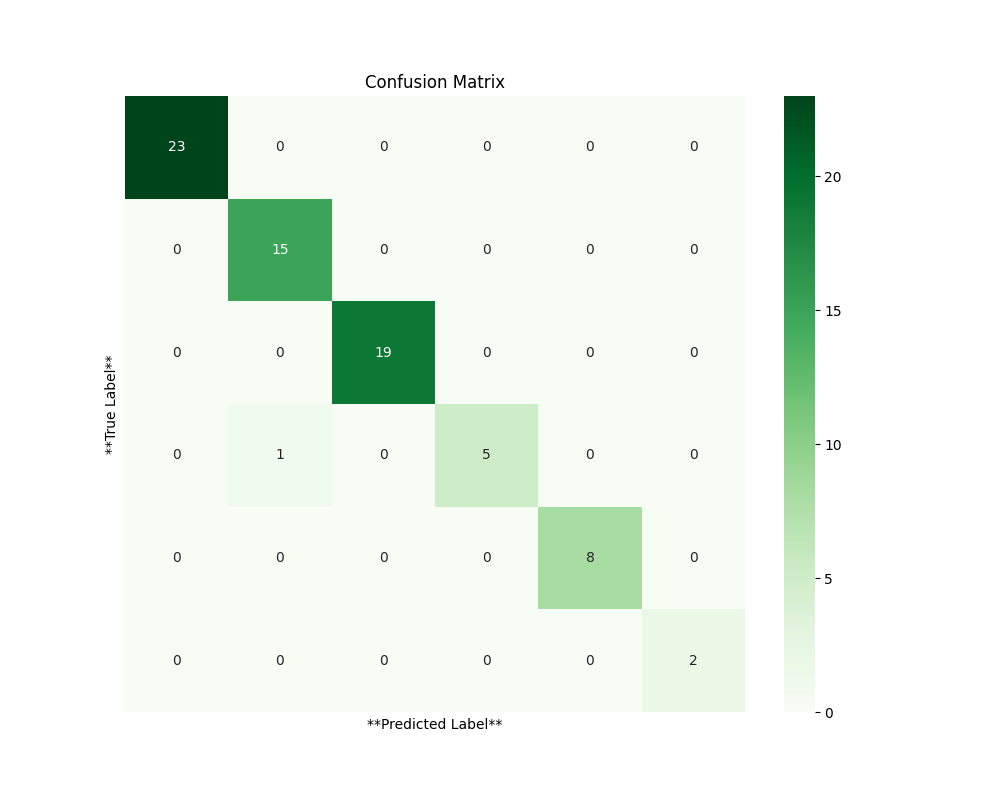 Confusion Matrix
23 0 0 0 0 0
0 15 0 0 0 0
0 0 19 0 0 0
0 1 0 5 0 0
0 0 0 0 8 0
0 0 0 0 0 2
**True Label**
**Predicted Label**
20
15
10
5
0